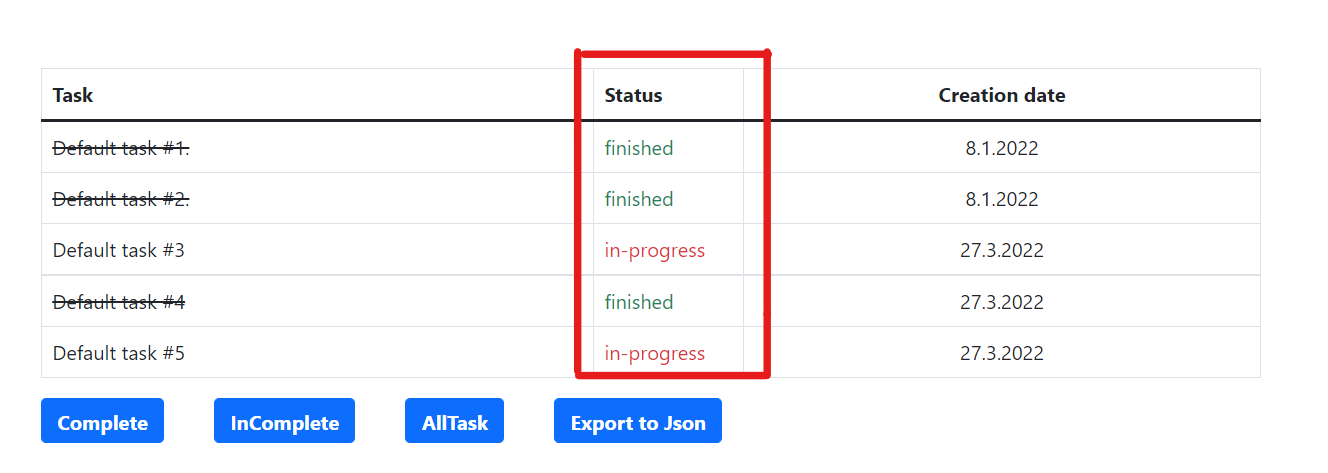 Task Status Creation date
Default task #1. finished 8.1.2022
Default task #2. finished 8.1.2022
Default task #3 in-progress 27.3.2022
Default task #4 finished 27.3.2022
Default task #5 in-progress 27.3.2022
Complete InComplete AllTask Export to Json